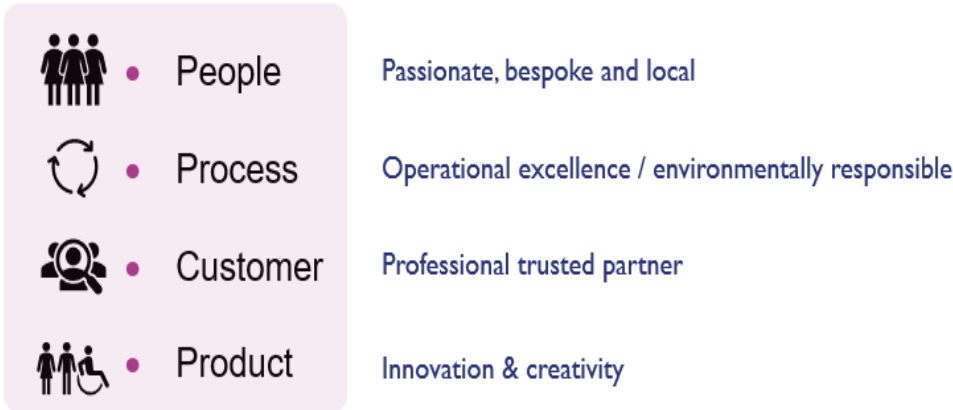 People Passionate, bespoke and local
Process Operational excellence / environmentally responsible
Customer Professional trusted partner
Product Innovation & creativity